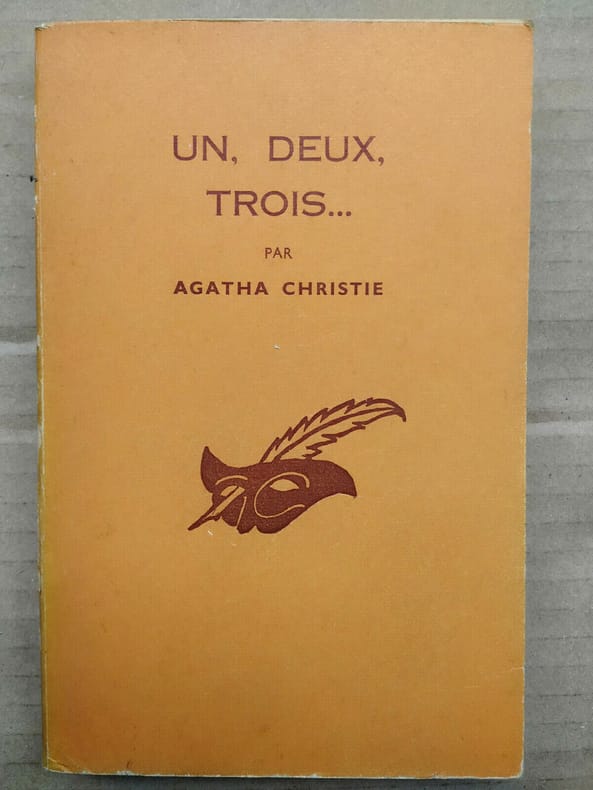 UN, DEUX,
TROIS...
PAR
AGATHA CHRISTIE